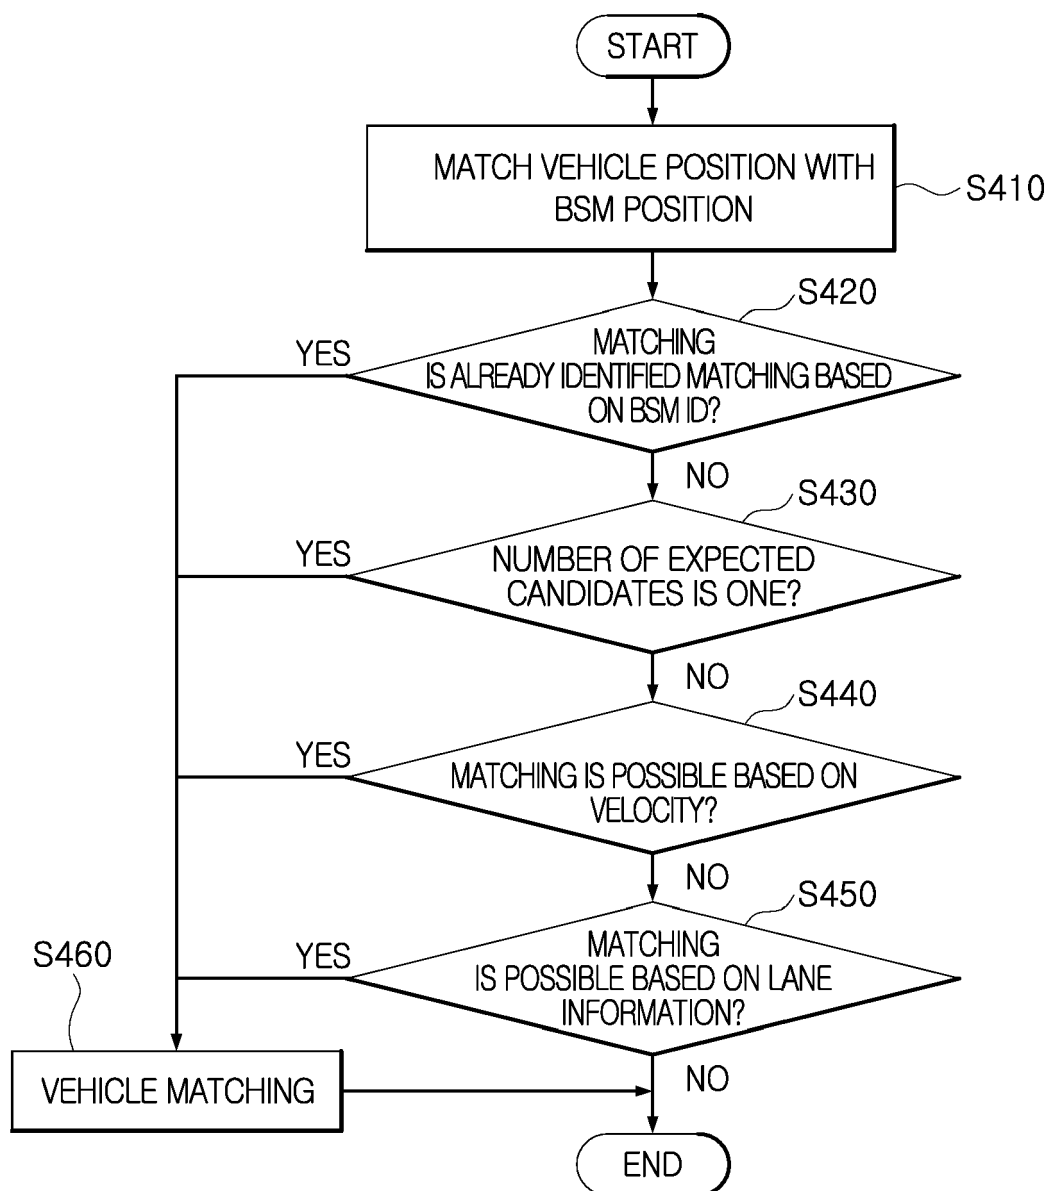 START
MATCH VEHICLE POSITION WITH
BSM POSITION
S410
S420
YES
MATCHING
IS ALREADY IDENTIFIED MATCHING BASED
ON BSM ID?
NO
S430
YES
NUMBER OF EXPECTED
CANDIDATES IS ONE?
NO
S440
YES
MATCHING IS POSSIBLE BASED ON
VELOCITY?
NO
S450
S460
YES
MATCHING
IS POSSIBLE BASED ON LANE
INFORMATION?
VEHICLE MATCHING
NO
END